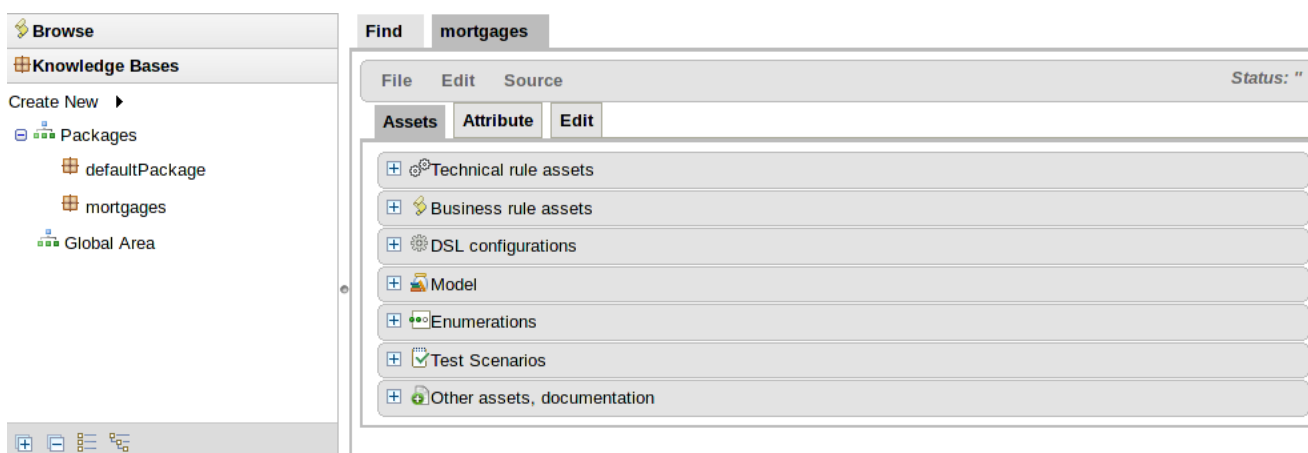 Browse
Knowledge Bases
Create New
Packages
defaultPackage
mortgages
Global Area
Find mortgages
File Edit Source Status: "
Assets Attribute Edit
Technical rule assets
Business rule assets
DSL configurations
Model
Enumerations
Test Scenarios
Other assets, documentation